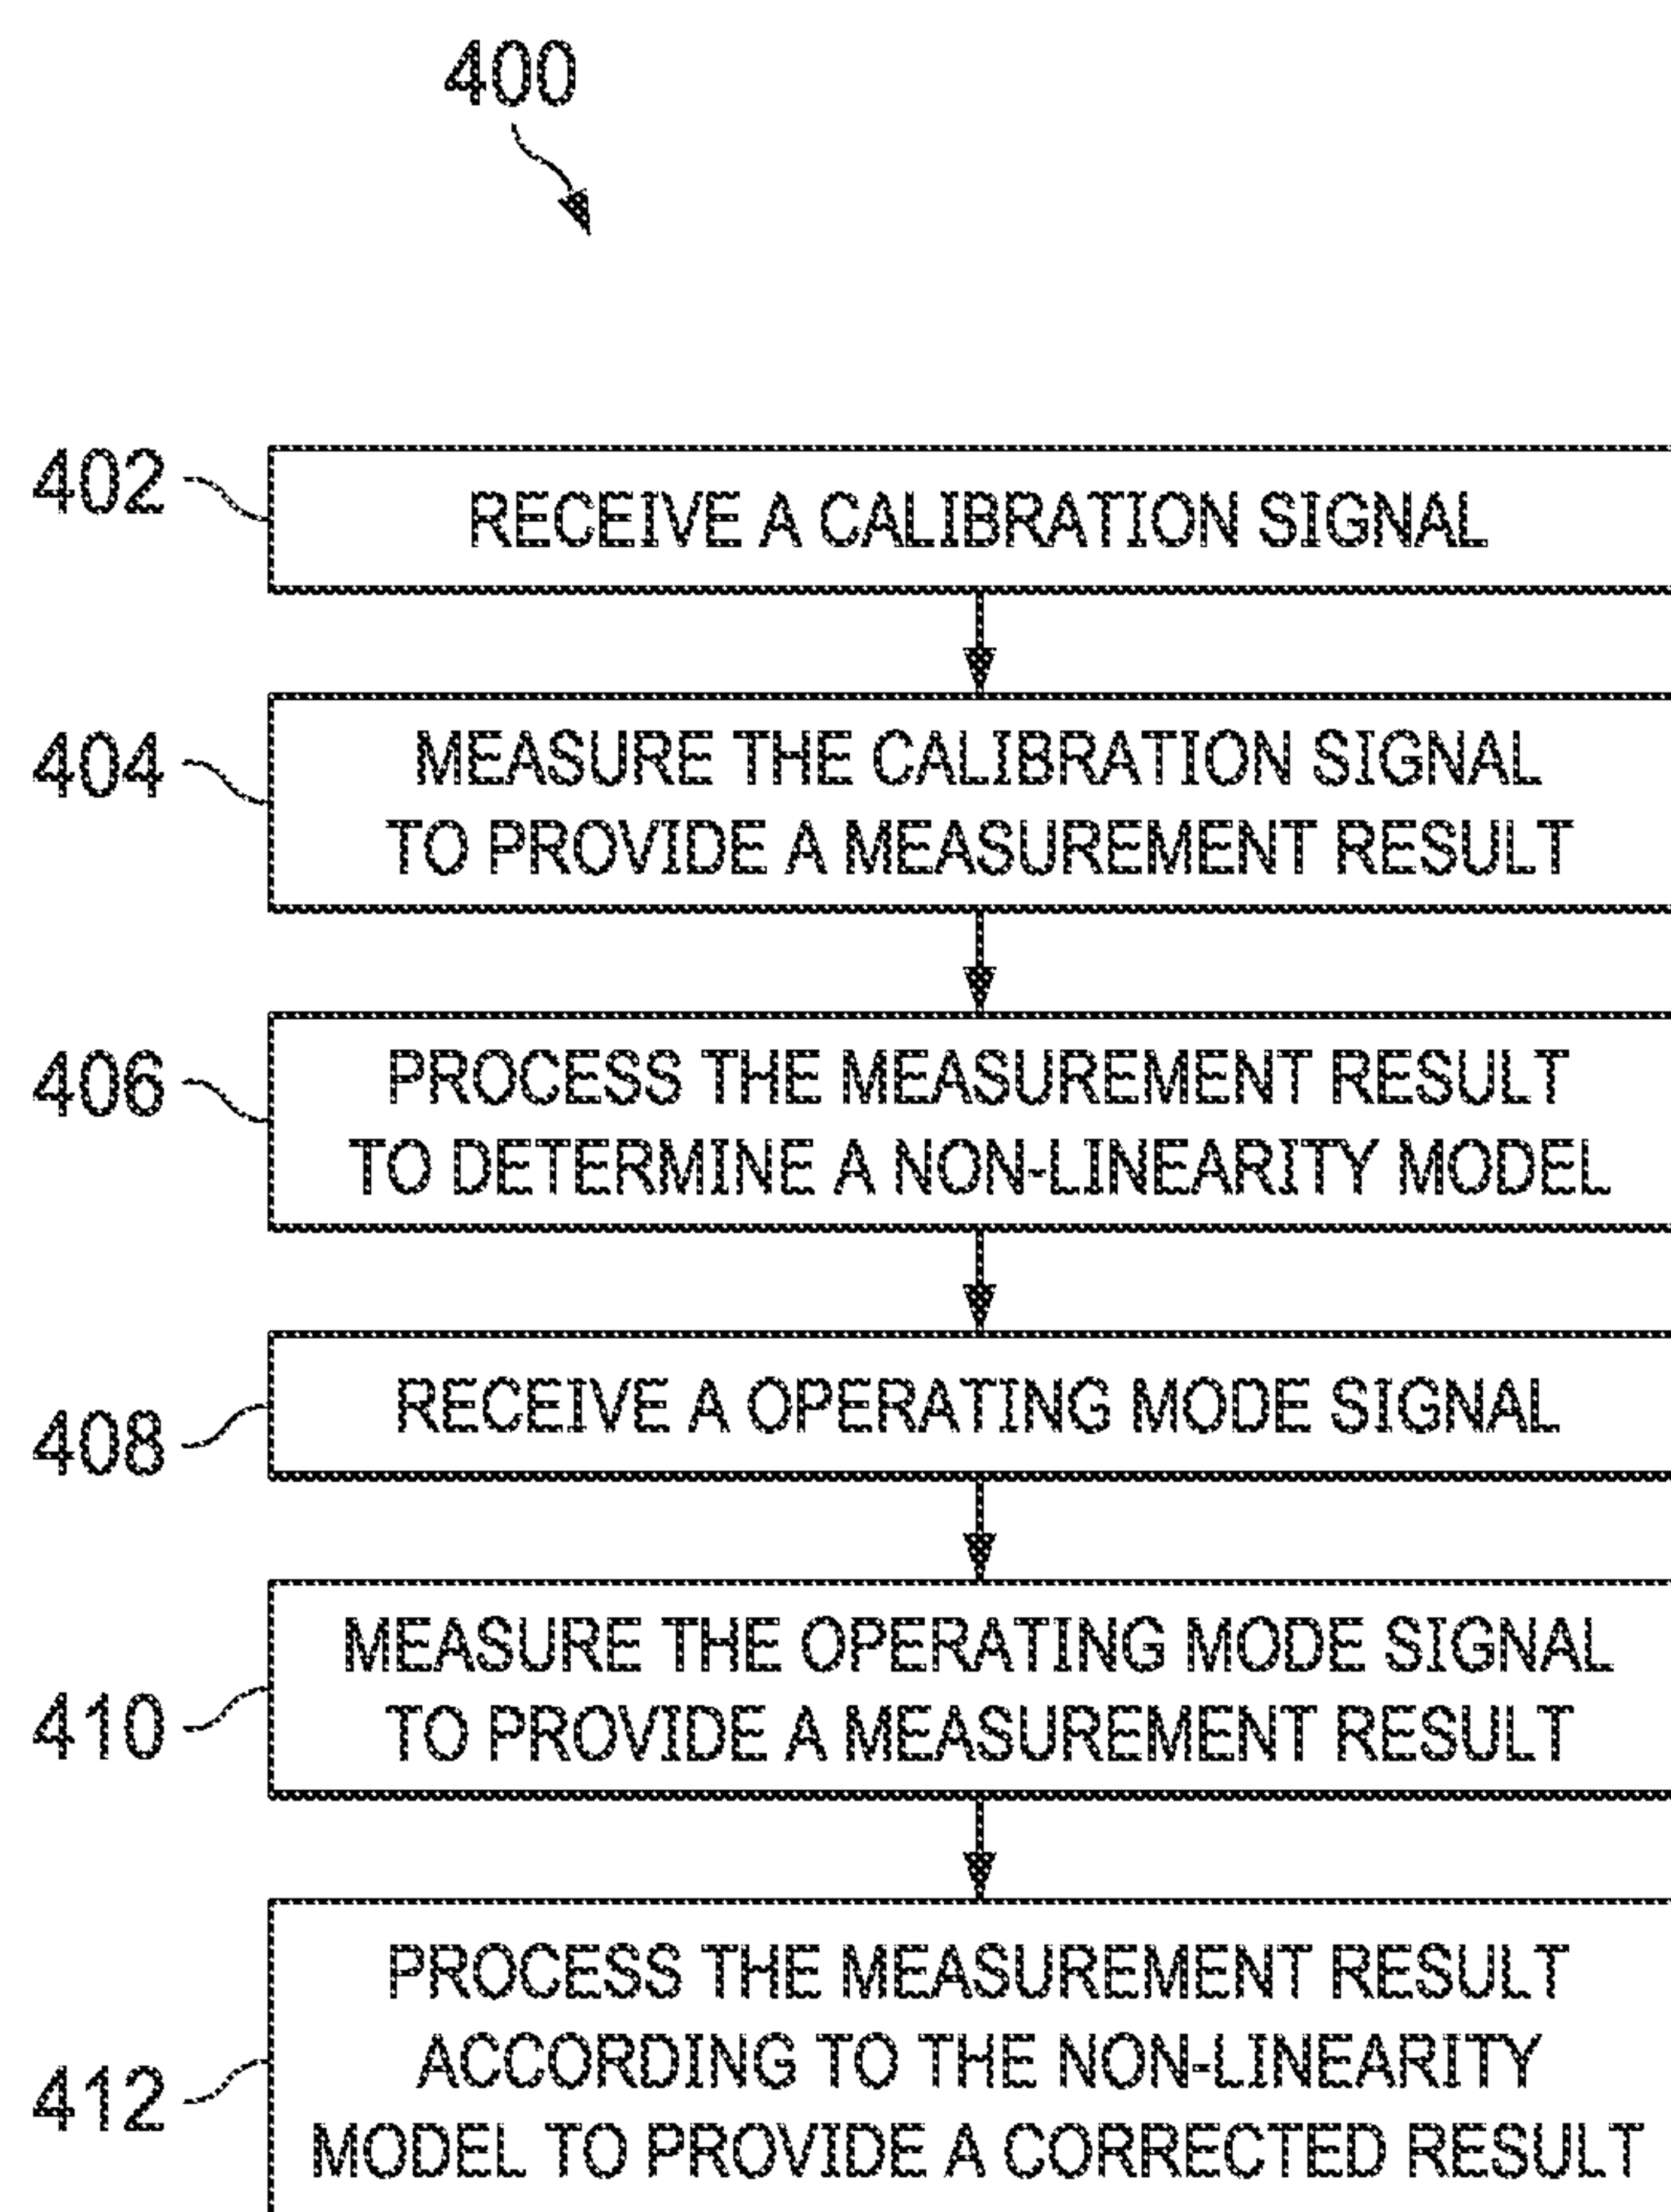 400
402
RECEIVE A CALIBRATION SIGNAL
404
MEASURE THE CALIBRATION SIGNAL
TO PROVIDE A MEASUREMENT RESULT
406
PROCESS THE MEASUREMENT RESULT
TO DETERMINE A NON-LINEARITY MODEL
408
RECEIVE A OPERATING MODE SIGNAL
410
MEASURE THE OPERATING MODE SIGNAL
TO PROVIDE A MEASUREMENT RESULT
412
PROCESS THE MEASUREMENT RESULT
ACCORDING TO THE NON-LINEARITY
MODEL TO PROVIDE A CORRECTED RESULT